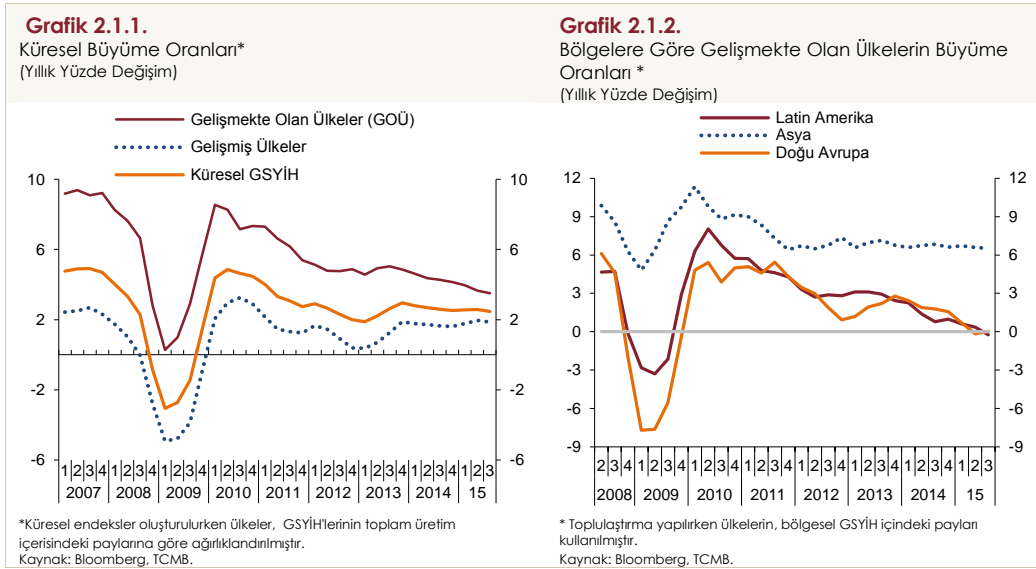 Grafik 2.1.1.
Küresel Büyüme Oranları*
(Yıllık Yüzde Değişim)
Gelişmekte Olan Ülkeler (GOÜ)
Gelişmiş Ülkeler
Küresel GSYİH
10 10
6 6
2 2
-2 -2
-6 -6
1 2 3 4 1 2 3 4 1 2 3 4 1 2 3 4 1 2 3 4 1 2 3 4 1 2 3 4 1 2 3 4 1 2 3
2007 2008 2009 2010 2011 2012 2013 2014 15
*Küresel endeksler oluşturulurken ülkeler, GSYİH'lerinin toplam üretim
içerisindeki paylarına göre ağırlıklandırılmıştır.
Kaynak: Bloomberg, TCMB.
Grafik 2.1.2.
Bölgelere Göre Gelişmekte Olan Ülkelerin Büyüme
Oranları *
(Yıllık Yüzde Değişim)
Latin Amerika
Asya
Doğu Avrupa
12 12
9 9
6 6
3 3
0 0
-3 -3
-6 -6
-9 -9
2 3 4 1 2 3 4 1 2 3 4 1 2 3 4 1 2 3 4 1 2 3 4 1 2 3 4 1 2 3
2008 2009 2010 2011 2012 2013 2014 15
* Toplulaştırma yapılırken ülkelerin, bölgesel GSYİH içindeki payları
kullanılmıştır.
Kaynak: Bloomberg, TCMB.